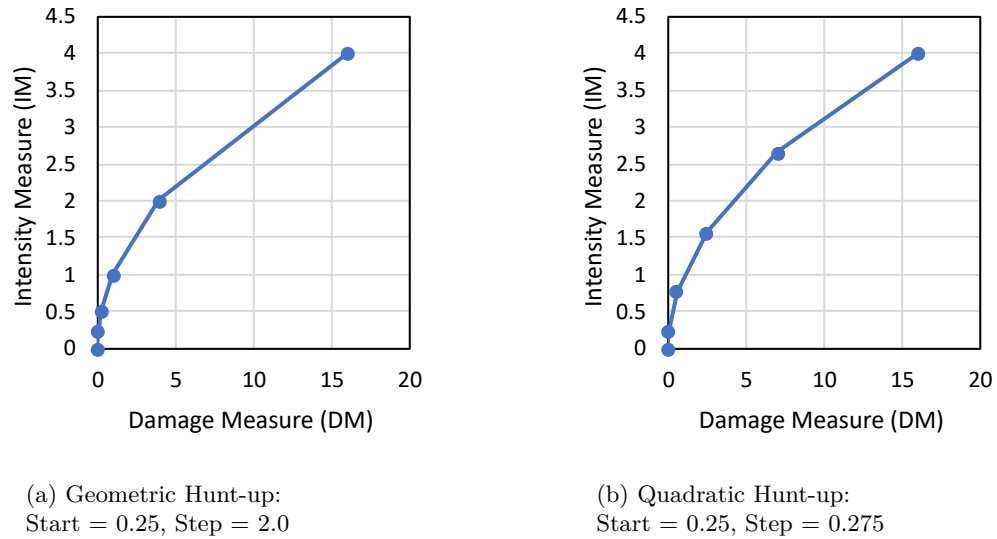 4.5
4
3.5
3
2.5
2
1.5
1
0.5
0
Intensity Measure (IM)
0 5 10 15 20
Damage Measure (DM)
(a) Geometric Hunt-up:
Start = 0.25, Step = 2.0
4.5
4
3.5
3
2.5
2
1.5
1
0.5
0
Intensity Measure (IM)
0 5 10 15 20
Damage Measure (DM)
(b) Quadratic Hunt-up:
Start = 0.25, Step = 0.275